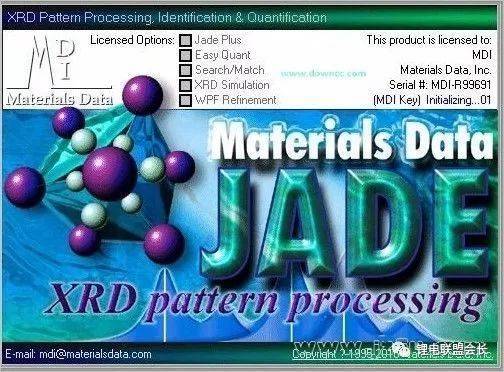 XRD Pattern Processing, Identification & Quantification
MDI
Materials Data
Licensed Options:
Jade Plus
Easy Quant
Search/Match
XRD Simulation
WPF Refinement
www.downcc.com
This product is licensed to:
MDI
Materials Data, Inc.
Serial #: MDI-R99691
(MDI Key) Initializing...01
Materials Data
JADE
XRD pattern processing
E-mail: mdi@materialsdata.com
Copyright
锂电联盟会长